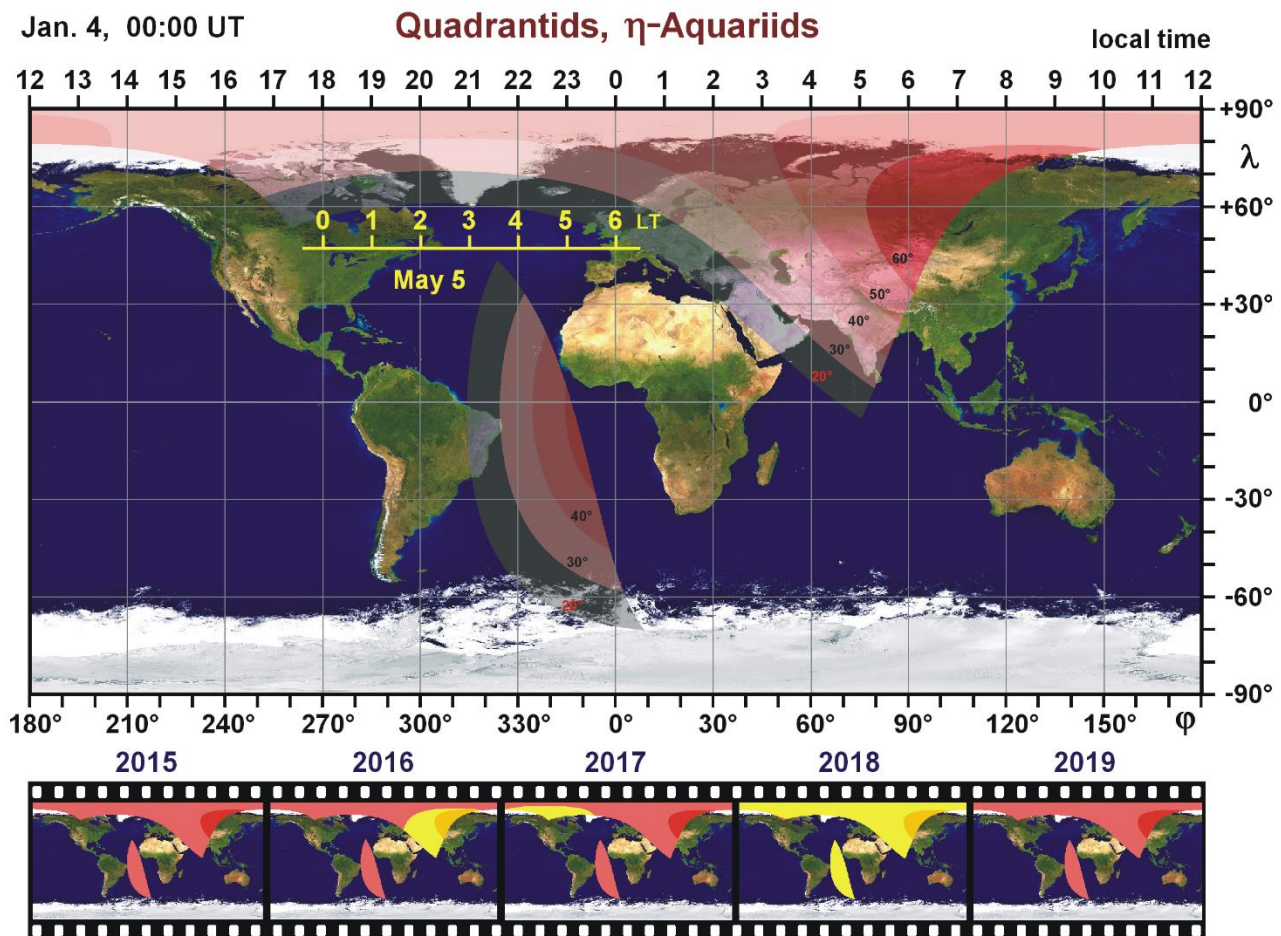 Jan. 4, 00:00 UT
Quadrantids, η-Aquariids
local time
12 13 14 15 16 17 18 19 20 21 22 23 0 1 2 3 4 5 6 7 8 9 10 11 12
+90°
λ
+60°
0 1 2 3 4 5 6 LT
May 5
60°
50°
40°
30°
20°
+30°
0°
-30°
40°
30°
20°
-60°
-90°
180° 210° 240° 270° 300° 330° 0° 30° 60° 90° 120° 150° φ
2015 2016 2017 2018 2019